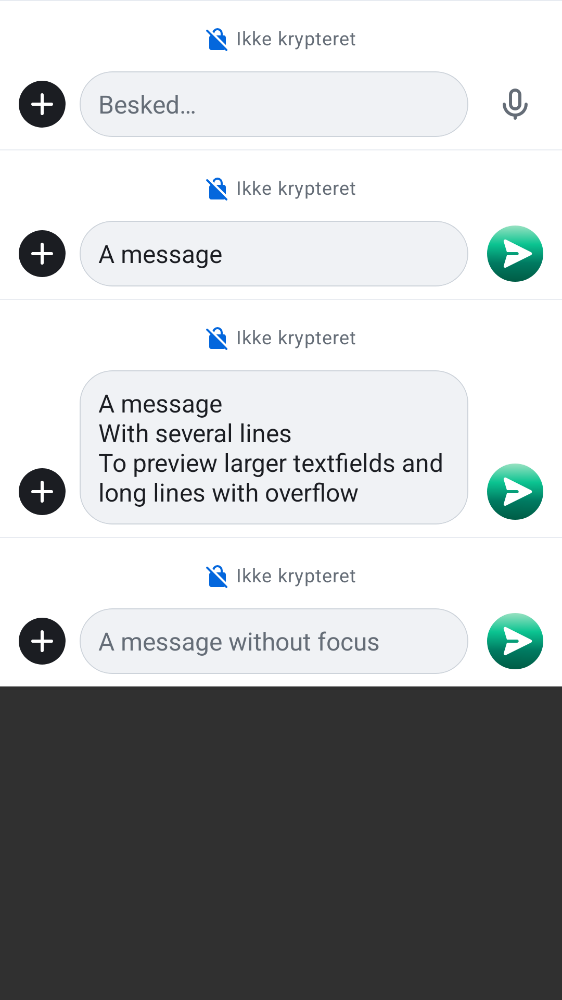 Ikke krypteret
Besked…
Ikke krypteret
A message
Ikke krypteret
A message
With several lines
To preview larger textfields and
long lines with overflow
Ikke krypteret
A message without focus